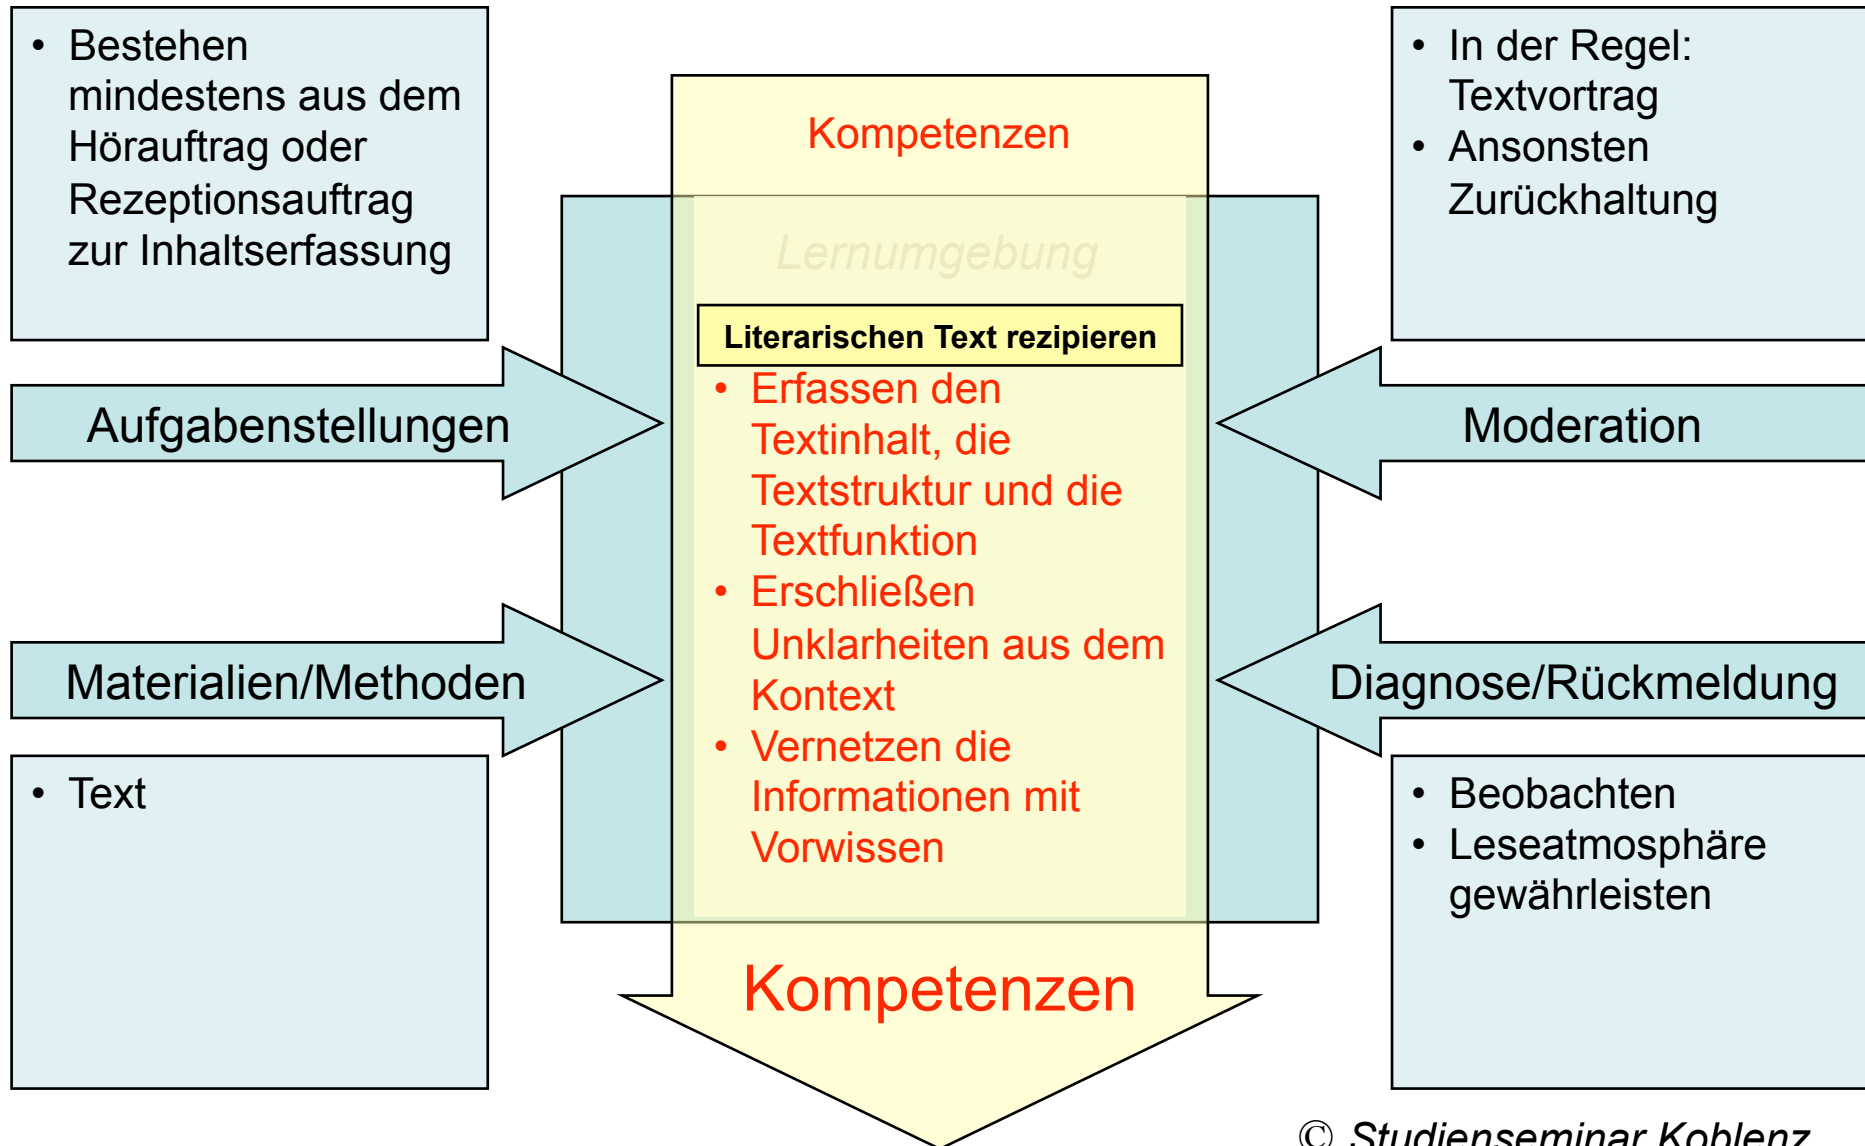 • Bestehen
mindestens aus dem
Hörauftrag oder
Rezeptionsauftrag
zur Inhaltserfassung
Aufgabenstellungen
Materialien/Methoden
• Text
Kompetenzen
Lernumgebung
Literarischen Text rezipieren
• Erfassen den
Textinhalt, die
Textstruktur und die
Textfunktion
• Erschließen
Unklarheiten aus dem
Kontext
• Vernetzen die
Informationen mit
Vorwissen
Kompetenzen
• In der Regel:
Textvortrag
• Ansonsten
Zurückhaltung
Moderation
Diagnose/Rückmeldung
• Beobachten
• Leseatmosphäre
gewährleisten
© Studienseminar Koblenz